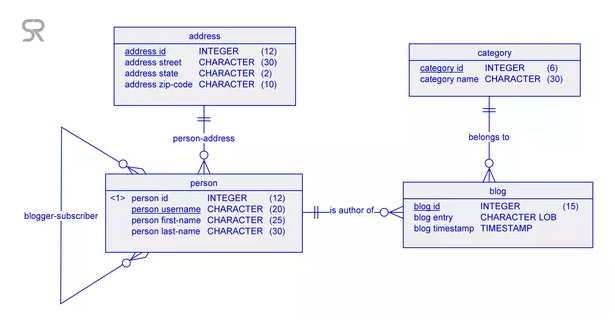 SR
address
address id INTEGER (12)
address street CHARACTER (30)
address state CHARACTER (2)
address zip-code CHARACTER (10)
category
category id INTEGER (6)
category name CHARACTER (30)
person-address
belongs to
person
<1> person id INTEGER (12)
person username CHARACTER (20)
person first-name CHARACTER (25)
person last-name CHARACTER (30)
blogger-subscriber
is author of
blog
blog id INTEGER (15)
blog entry CHARACTER LOB
blog timestamp TIMESTAMP